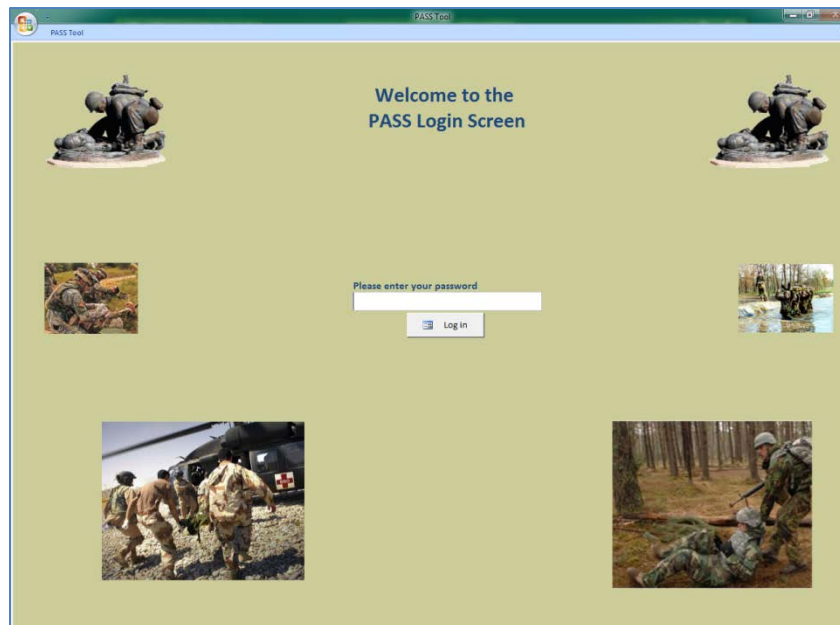 PASS Tool
PASS Tool
Welcome to the
PASS Login Screen
Please enter your password
Log in